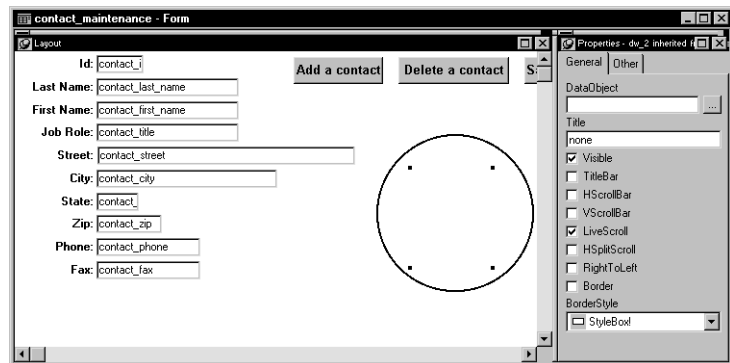 contact_maintenance - Form
Layout
Id: contact_i
Last Name: contact_last_name
First Name: contact_first_name
Job Role: contact_title
Street: contact_street
City: contact_city
State: contact_
Zip: contact_zip
Phone: contact_phone
Fax: contact_fax
Add a contact
Delete a contact
Properties - dw_2 inherited
General
Other
DataObject
...
Title
none
Visible
TitleBar
HScrollBar
VScrollBar
LiveScroll
HSplitScroll
RightToLeft
Border
BorderStyle
StyleBox!